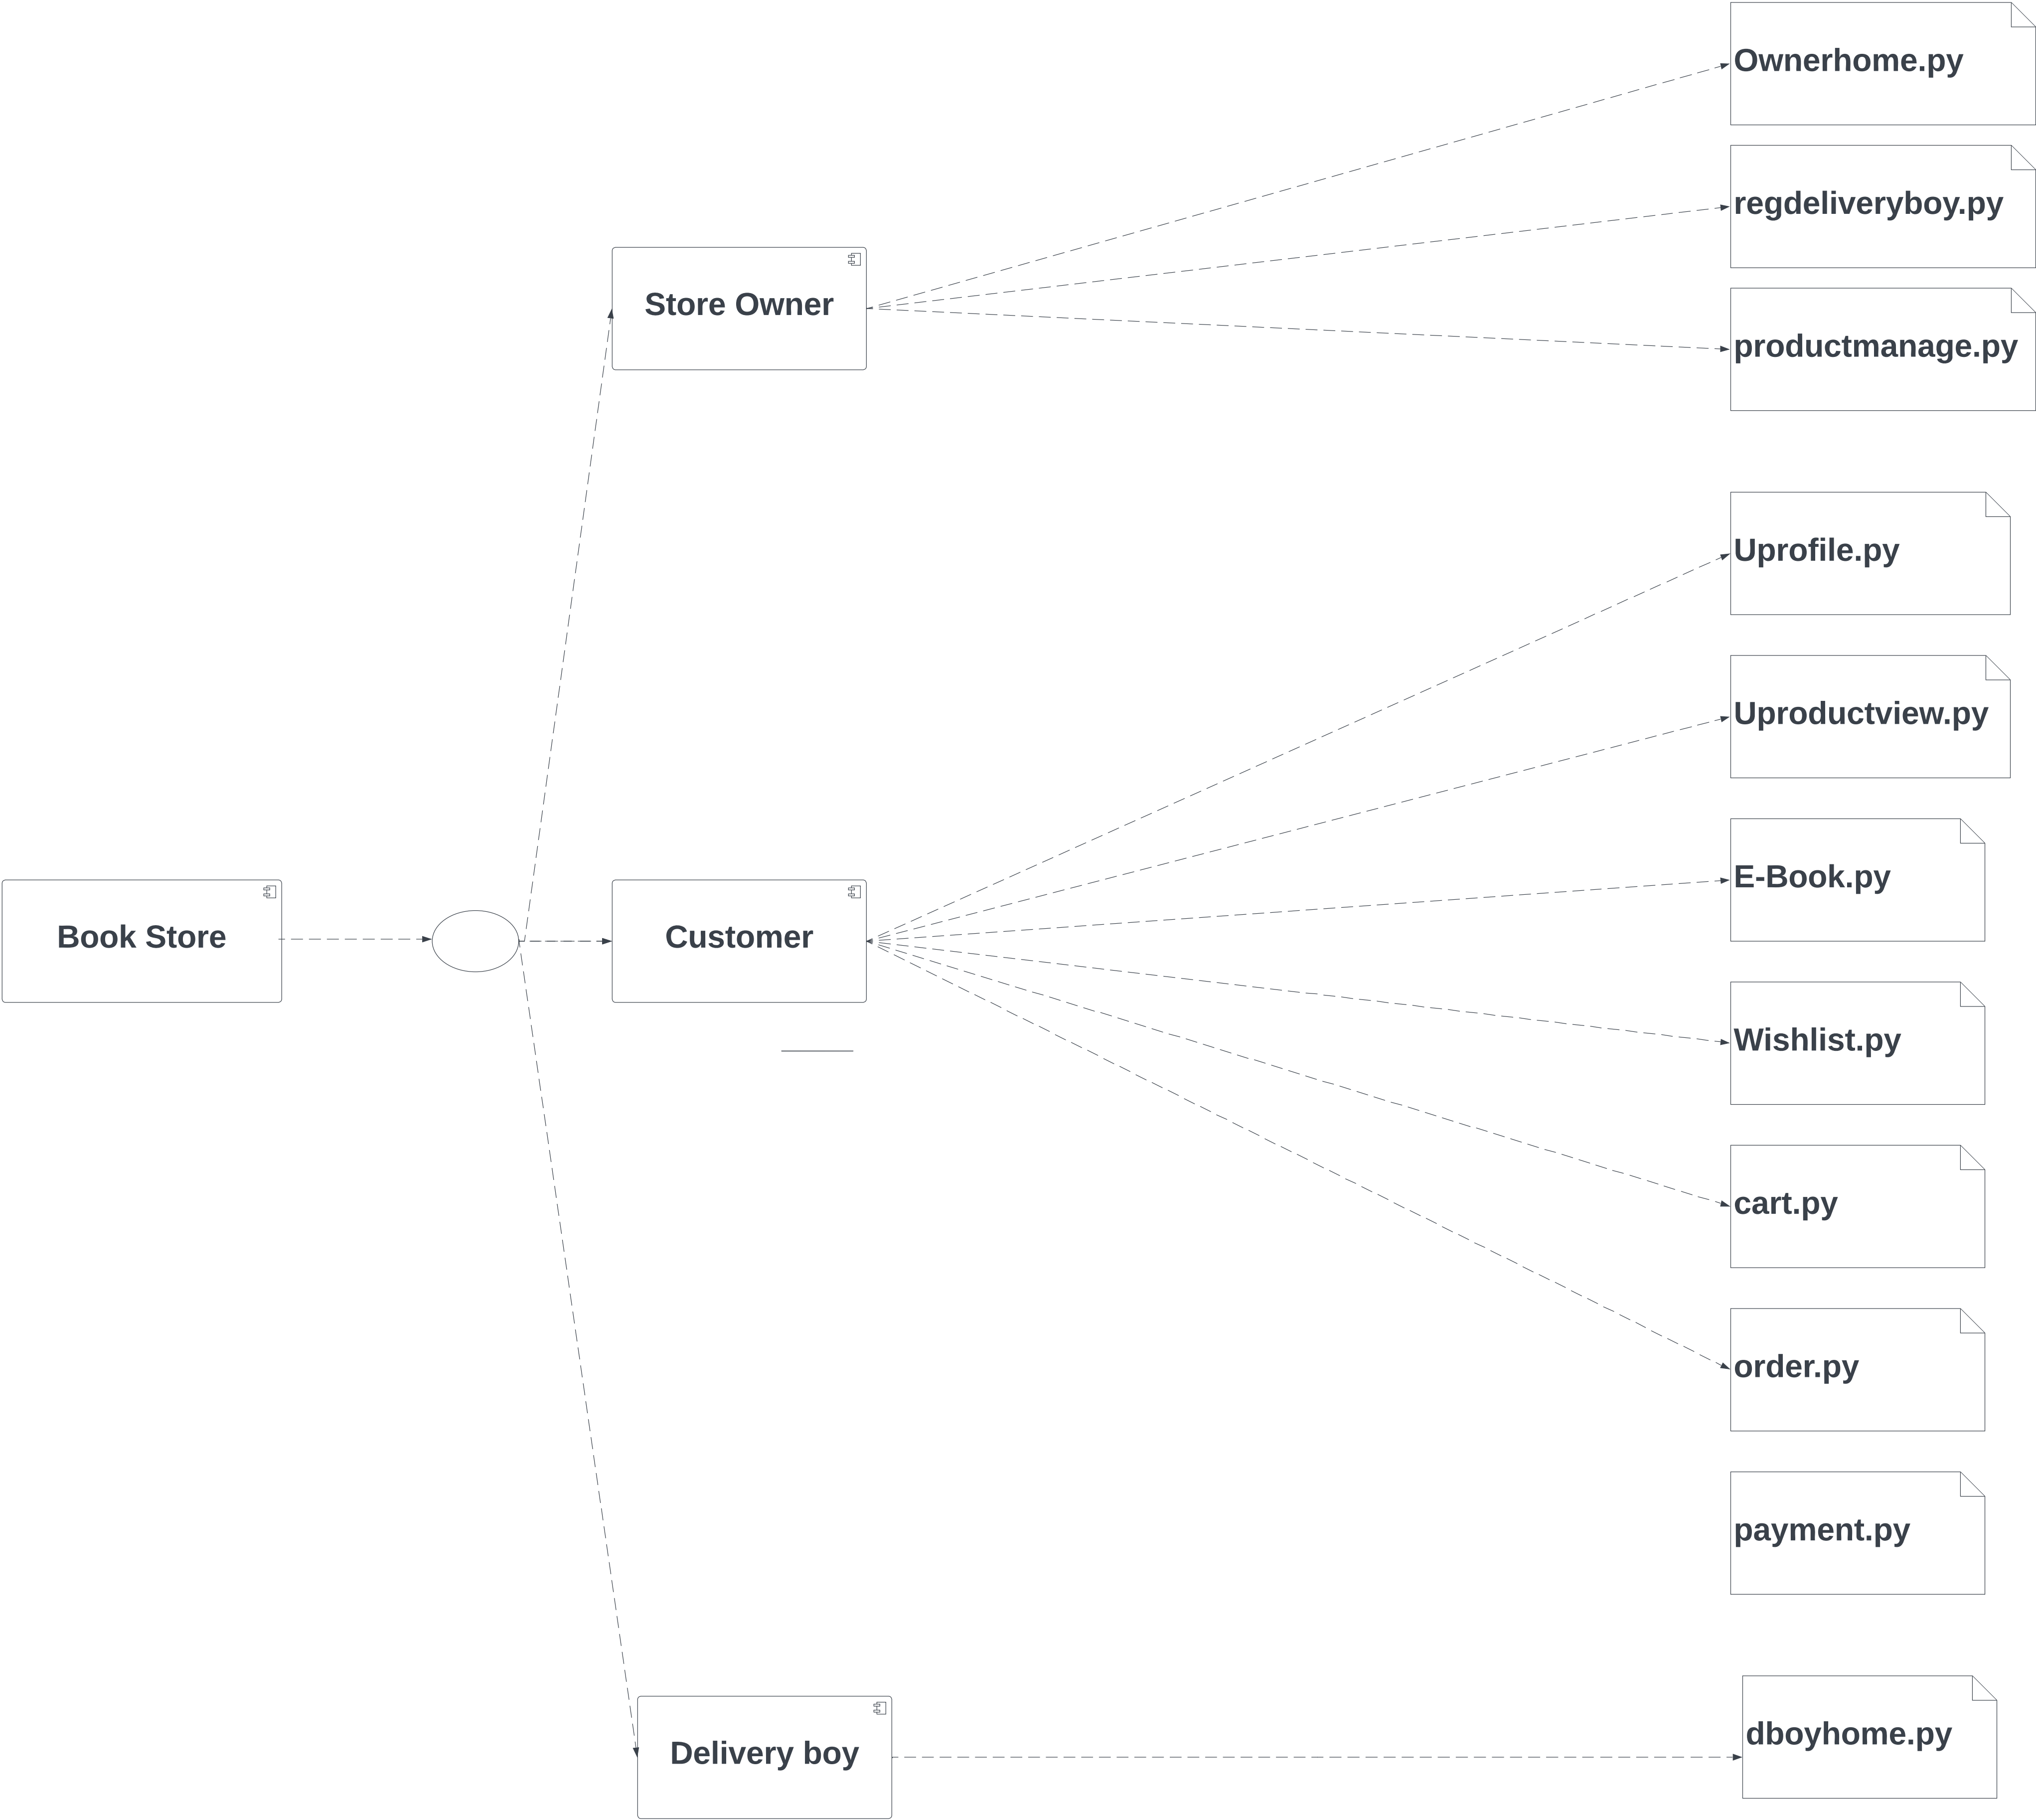 Ownerhome.py
regdeliveryboy.py
Store Owner
productmanage.py
Uprofile.py
Uproductview.py
E-Book.py
Book Store
Customer
Wishlist.py
cart.py
order.py
payment.py
dboyhome.py
Delivery boy